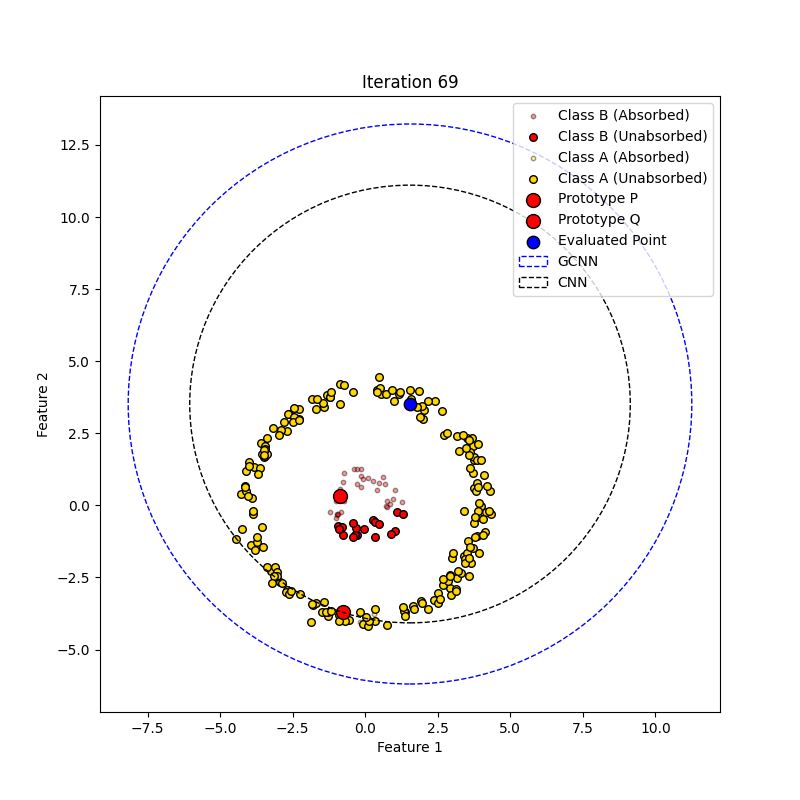 Iteration 69
Class B (Absorbed)
Class B (Unabsorbed)
Class A (Absorbed)
Class A (Unabsorbed)
Prototype P
Prototype Q
Evaluated Point
GCNN
CNN
12.5
10.0
7.5
5.0
2.5
0.0
−2.5
−5.0
Feature 2
−7.5 −5.0 −2.5 0.0 2.5 5.0 7.5 10.0
Feature 1